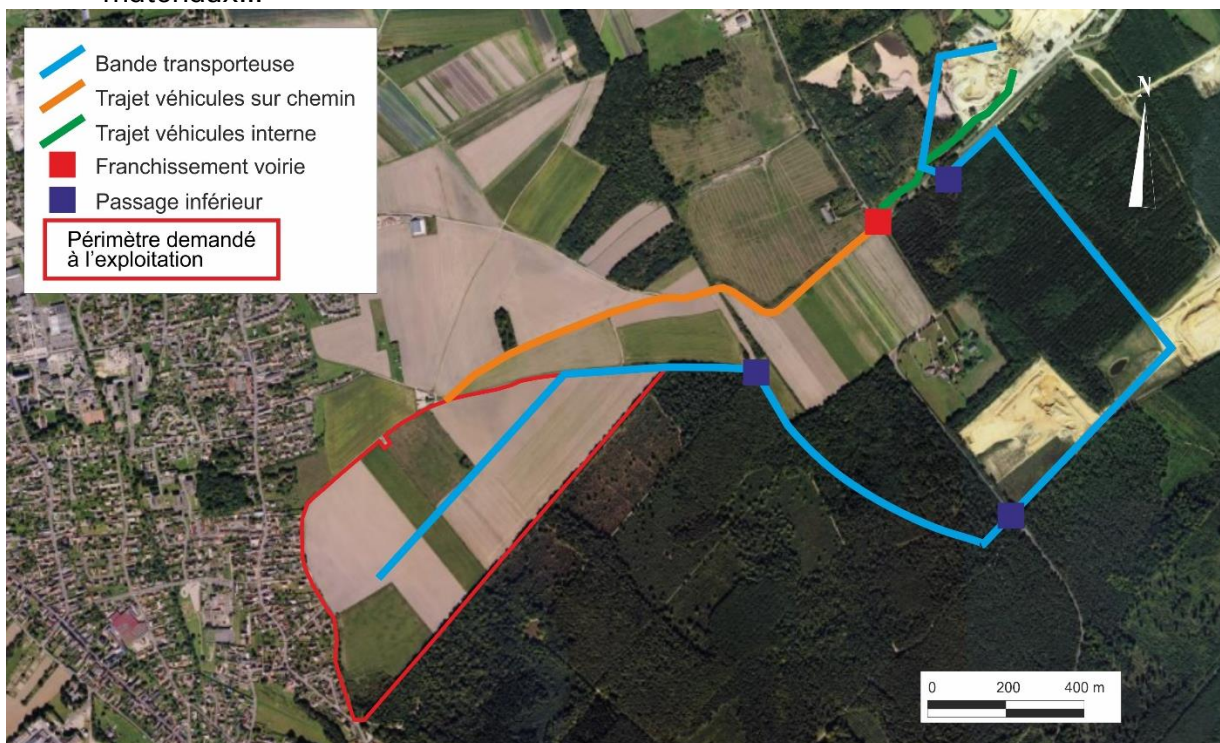 matériaux...
Bande transporteuse
Trajet véhicules sur chemin
Trajet véhicules interne
Franchissement voirie
Passage inférieur
Périmètre demandé
à l'exploitation
N
0 200 400 m